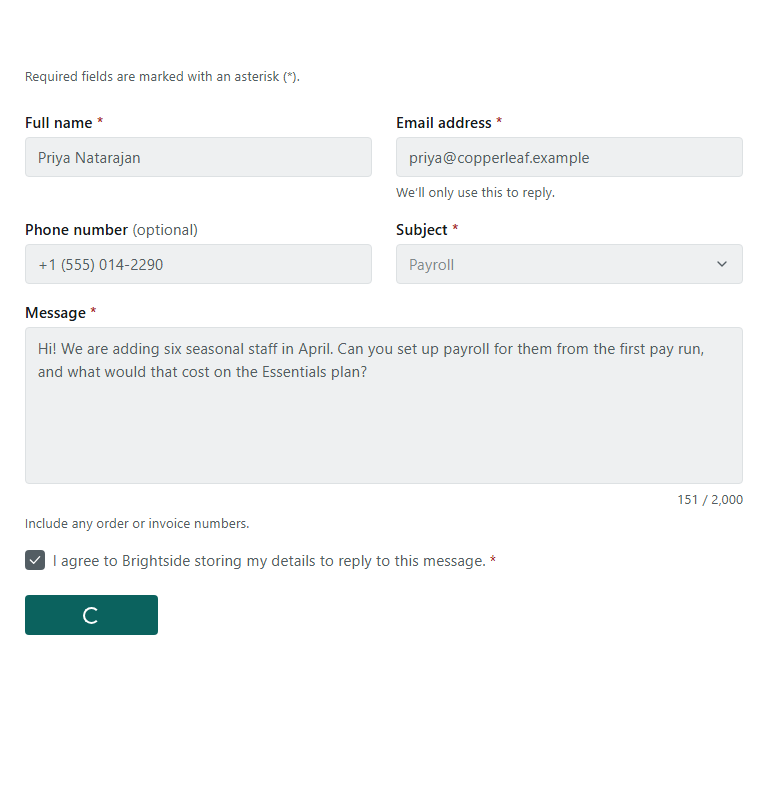 Required fields are marked with an asterisk (*).
Full name *
Email address *
Priya Natarajan
priya@copperleaf.example
We'll only use this to reply.
Phone number (optional)
Subject *
+1 (555) 014-2290
Payroll
Message *
Hi! We are adding six seasonal staff in April. Can you set up payroll for them from the first pay run,
and what would that cost on the Essentials plan?
151 / 2,000
Include any order or invoice numbers.
I agree to Brightside storing my details to reply to this message. *